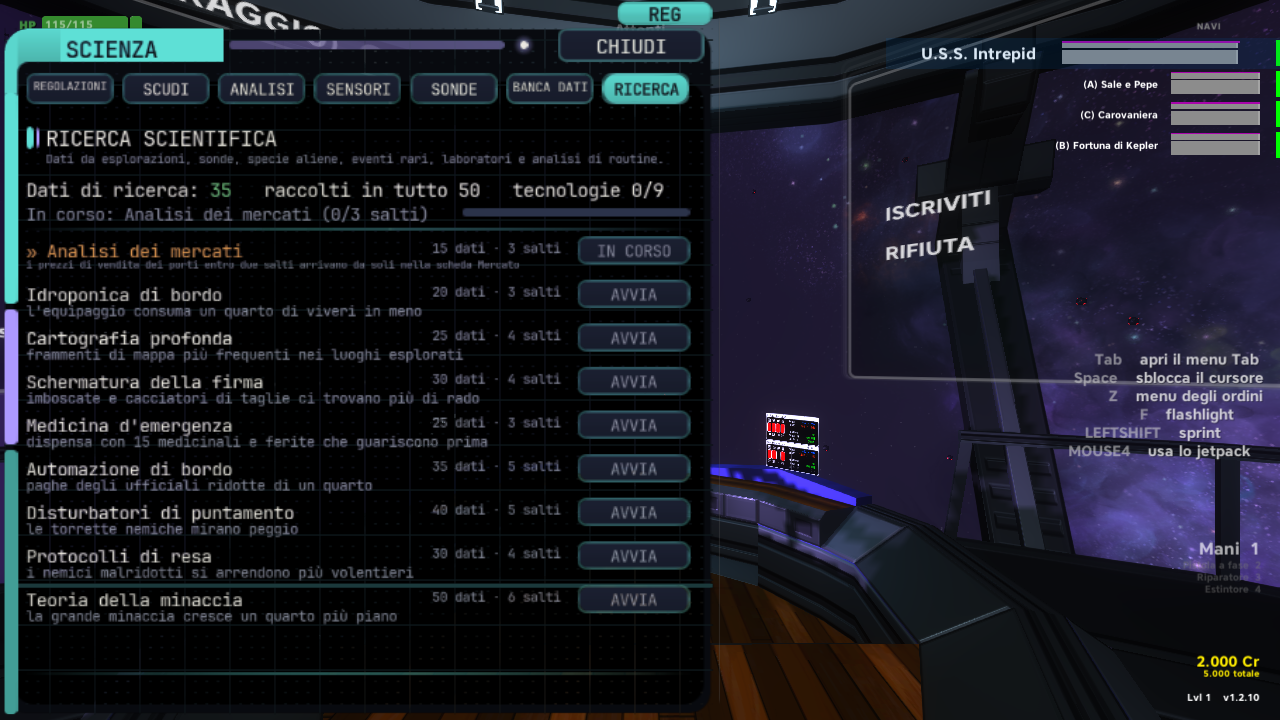 HP 115/115
RAGGIO
REG
SCIENZA
CHIUDI
REGOLAZIONI SCUDI ANALISI SENSORI SONDE BANCA DATI RICERCA
RICERCA SCIENTIFICA
Dati da esplorazioni, sonde, specie aliene, eventi rari, laboratori e analisi di routine.
Dati di ricerca: 35 raccolti in tutto 50 tecnologie 0/9
In corso: Analisi dei mercati (0/3 salti)
» Analisi dei mercati 15 dati · 3 salti IN CORSO
i prezzi di vendita dei porti entro due salti arrivano da soli nella scheda Mercato
Idroponica di bordo 20 dati · 3 salti AVVIA
l'equipaggio consuma un quarto di viveri in meno
Cartografia profonda 25 dati · 4 salti AVVIA
frammenti di mappa più frequenti nei luoghi esplorati
Schermatura della firma 30 dati · 4 salti AVVIA
imboscate e cacciatori di taglie ci trovano più di rado
Medicina d'emergenza 25 dati · 3 salti AVVIA
dispensa con 15 medicinali e ferite che guariscono prima
Automazione di bordo 35 dati · 5 salti AVVIA
paghe degli ufficiali ridotte di un quarto
Disturbatori di puntamento 40 dati · 5 salti AVVIA
le torrette nemiche mirano peggio
Protocolli di resa 30 dati · 4 salti AVVIA
i nemici malridotti si arrendono più volentieri
Teoria della minaccia 50 dati · 6 salti AVVIA
la grande minaccia cresce un quarto più piano
NAVI
U.S.S. Intrepid
(A) Sale e Pepe
(C) Carovaniera
(B) Fortuna di Kepler
ISCRIVITI
RIFIUTA
Tab apri il menu Tab
Space sblocca il cursore
Z menu degli ordini
F flashlight
LEFTSHIFT sprint
MOUSE4 usa lo jetpack
Mani 1
a fase 2
Riparatore 3
Estintore 4
2.000 Cr
5.000 totale
Lvl 1 v1.2.10